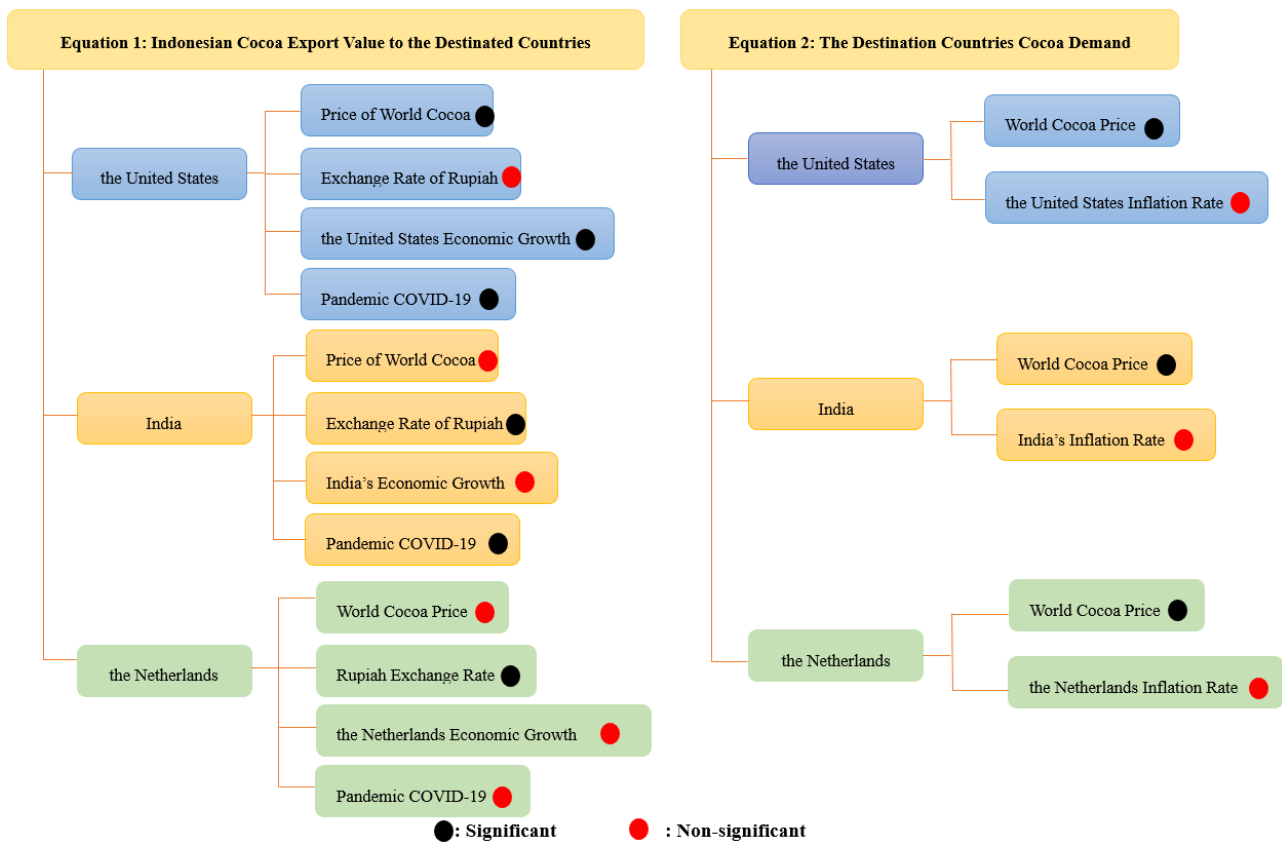 Equation 1: Indonesian Cocoa Export Value to the Destinated Countries
the United States
Price of World Cocoa
Exchange Rate of Rupiah
the United States Economic Growth
Pandemic COVID-19
India
Price of World Cocoa
Exchange Rate of Rupiah
India’s Economic Growth
Pandemic COVID-19
the Netherlands
World Cocoa Price
Rupiah Exchange Rate
the Netherlands Economic Growth
Pandemic COVID-19
Equation 2: The Destination Countries Cocoa Demand
the United States
World Cocoa Price
the United States Inflation Rate
India
World Cocoa Price
India’s Inflation Rate
the Netherlands
World Cocoa Price
the Netherlands Inflation Rate
: Significant
: Non-significant